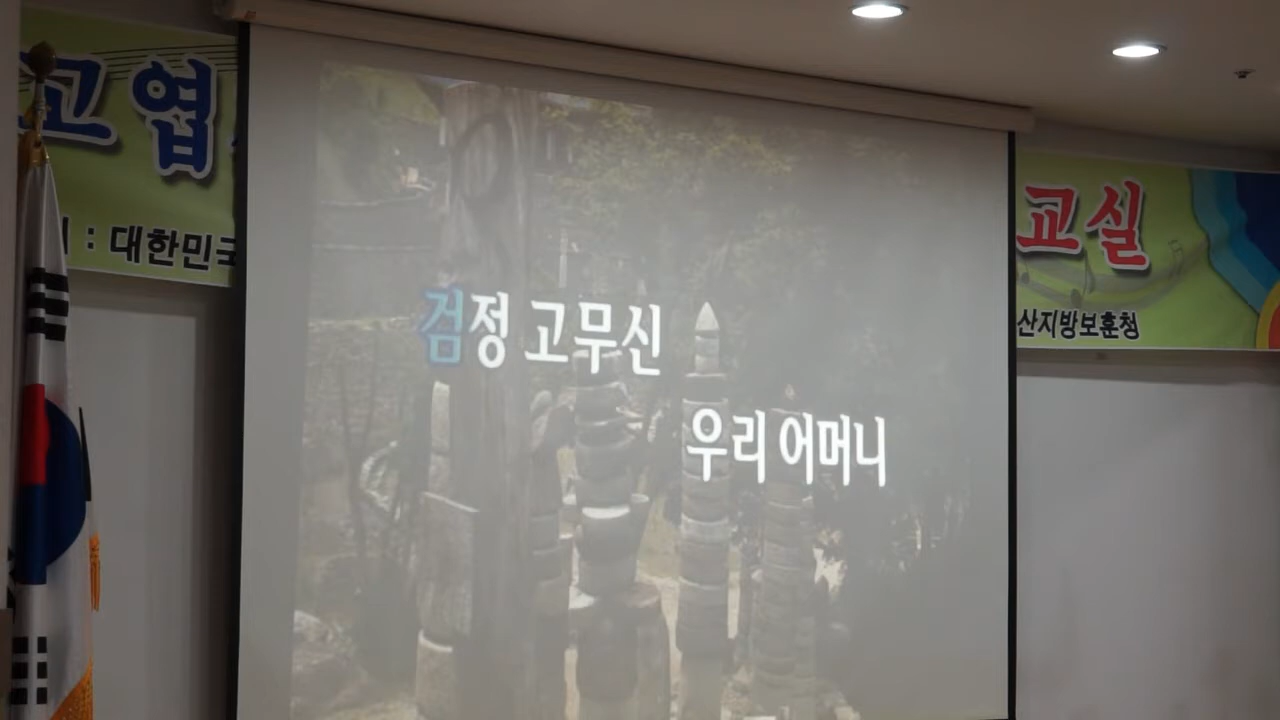 고엽
교실
: 대한민국
산지방보훈청
검정 고무신
우리 어머니